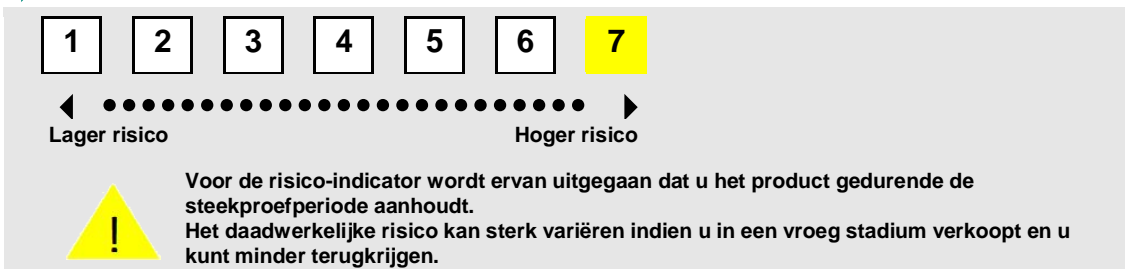 1 2 3 4 5 6 7
Lager risico Hoger risico
Voor de risico-indicator wordt ervan uitgegaan dat u het product gedurende de
steekproefperiode aanhoudt.
!
Het daadwerkelijke risico kan sterk variëren indien u in een vroeg stadium verkoopt en u
kunt minder terugkrijgen.